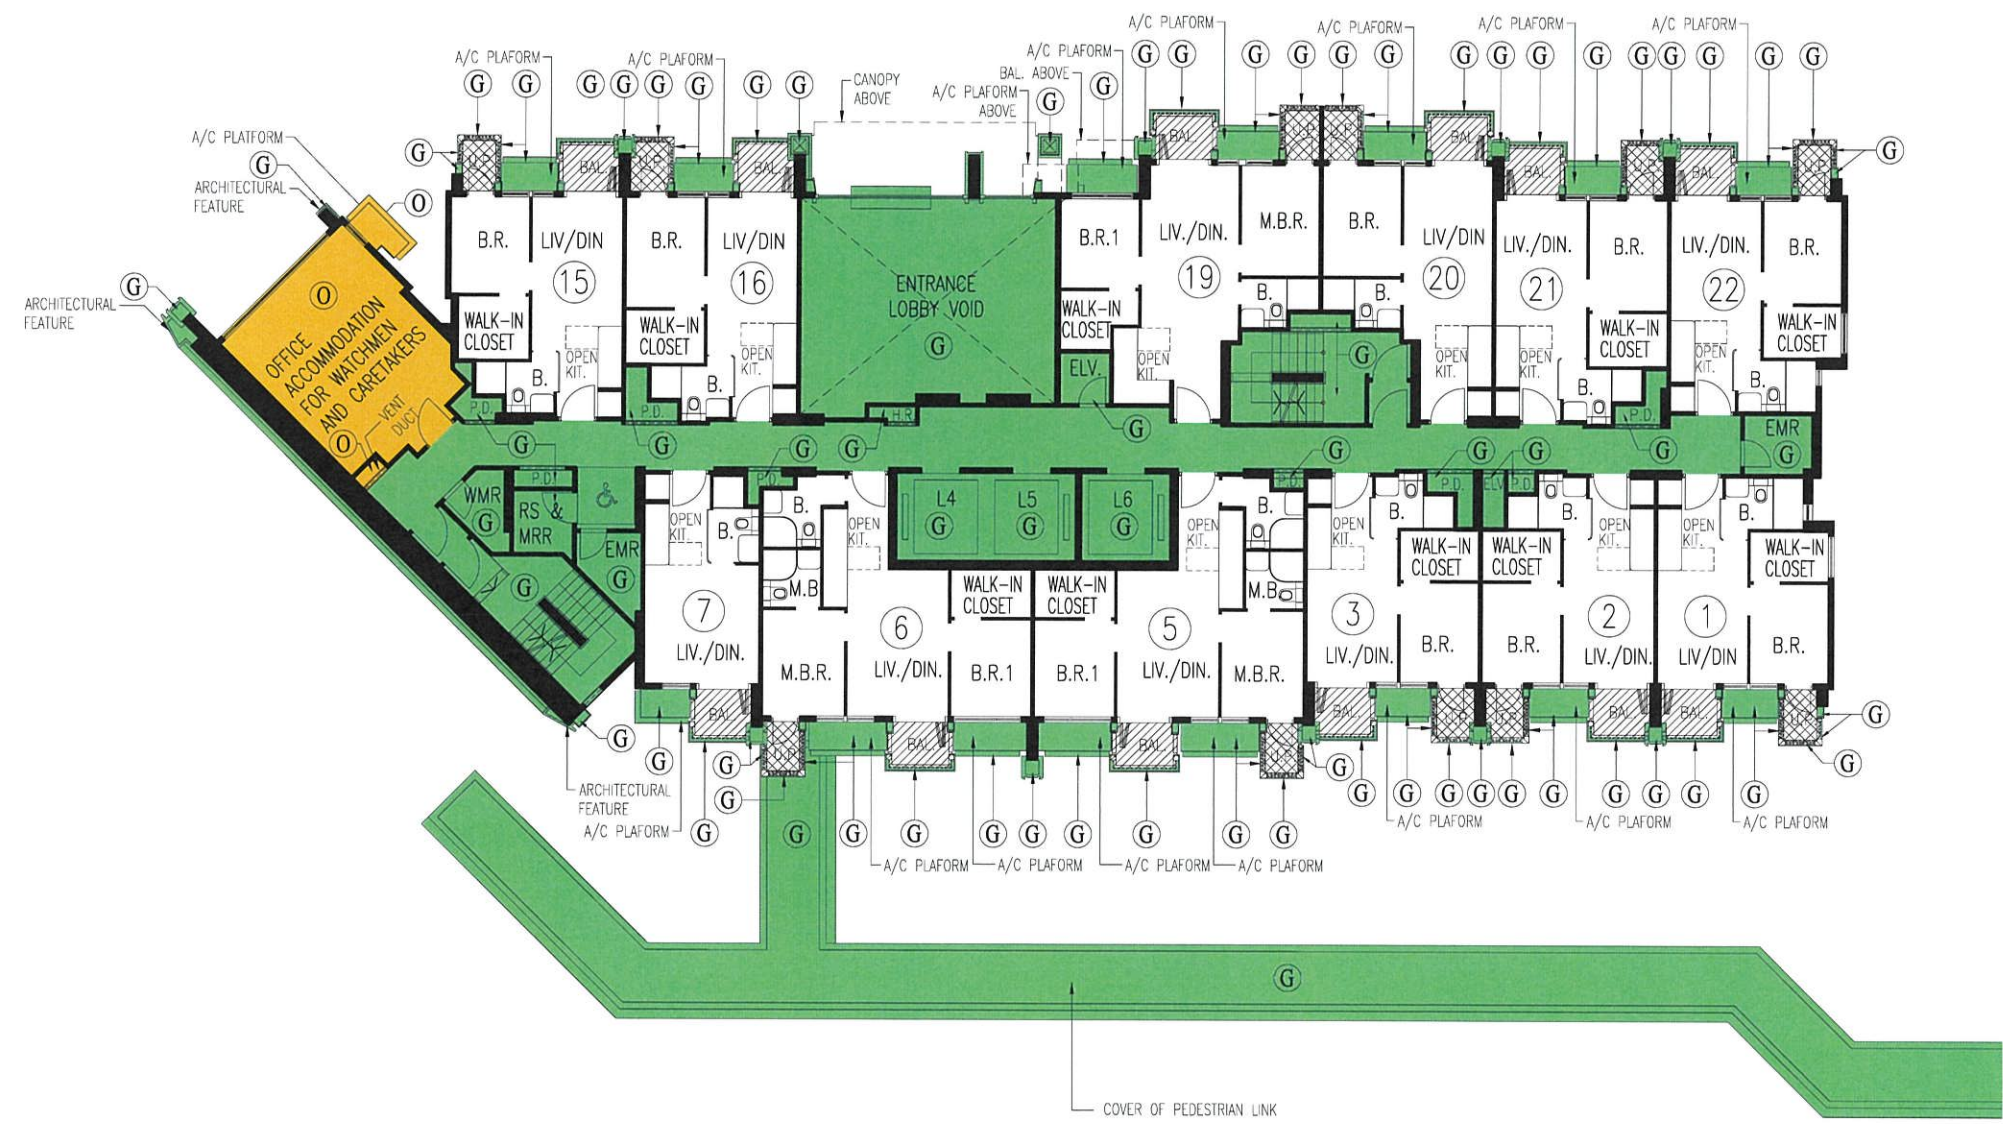 A/C PLAFORM
A/C PLAFORM
A/C PLAFORM
A/C PLAFORM
G G G G G G G G G G G G
A/C PLAFORM
A/C PLAFORM
A/C PLAFORM
BAL. ABOVE
A/C PLAFORM
ABOVE
CANOPY
ABOVE
G G G G G G G G G G
A/C PLATFORM
G
G
G
ARCHITECTURAL
FEATURE
O
BAL.
BAL.
BAL.
BAL.
BAL.
BAL.
U.P.
U.P.
U.P.
U.P.
U.P.
U.P.
ARCHITECTURAL
FEATURE
G
O
OFFICE
ACCOMMODATION
FOR WATCHMEN
AND CARETAKERS
O
VENT
DUCT
B.R.
LIV/DIN
15
WALK-IN
CLOSET
OPEN
KIT.
B.
P.D.
B.R.
LIV/DIN
16
WALK-IN
CLOSET
OPEN
KIT.
B.
P.D.
ENTRANCE
LOBBY VOID
G
H.R.
B.R.1
LIV./DIN.
M.B.R.
19
WALK-IN
CLOSET
OPEN
KIT.
B.
ELV.
G
G
B.R.
LIV/DIN
20
B.
OPEN
KIT.
LIV./DIN.
B.R.
21
OPEN
KIT.
WALK-IN
CLOSET
B.
P.D.
LIV./DIN.
B.R.
22
OPEN
KIT.
WALK-IN
CLOSET
B.
EMR
G
G G G G G G G G
P.D.
P.D.
P.D.
P.D.
ELV.
P.D.
WMR
G
RS &
MRR
EMR
G
G
L4
G
L5
G
L6
G
OPEN
KIT.
B.
7
LIV./DIN.
B.
OPEN
KIT.
M.B.
WALK-IN
CLOSET
6
M.B.R.
LIV./DIN.
B.R.1
WALK-IN
CLOSET
OPEN
KIT.
B.
M.B.
5
B.R.1
LIV./DIN.
M.B.R.
OPEN
KIT.
B.
WALK-IN
CLOSET
3
LIV./DIN.
B.R.
WALK-IN
CLOSET
B.
OPEN
KIT.
2
B.R.
LIV./DIN.
OPEN
KIT.
B.
WALK-IN
CLOSET
1
LIV/DIN
B.R.
BAL.
BAL.
BAL.
BAL.
BAL.
BAL.
U.P.
U.P.
U.P.
U.P.
U.P.
G
G
G
G
G
G
G
ARCHITECTURAL
FEATURE
A/C PLAFORM
G
G G G G G G G G G
A/C PLAFORM
A/C PLAFORM
A/C PLAFORM
A/C PLAFORM
G G G G G G G G G
A/C PLAFORM
A/C PLAFORM
A/C PLAFORM
G
COVER OF PEDESTRIAN LINK